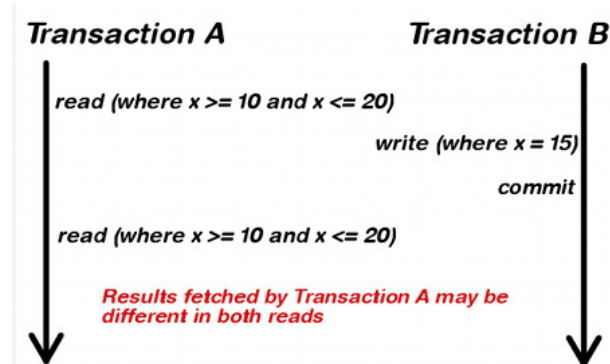 Transaction A
Transaction B
read (where x >= 10 and x <= 20)
write (where x = 15)
commit
read (where x >= 10 and x <= 20)
Results fetched by Transaction A may be
different in both reads